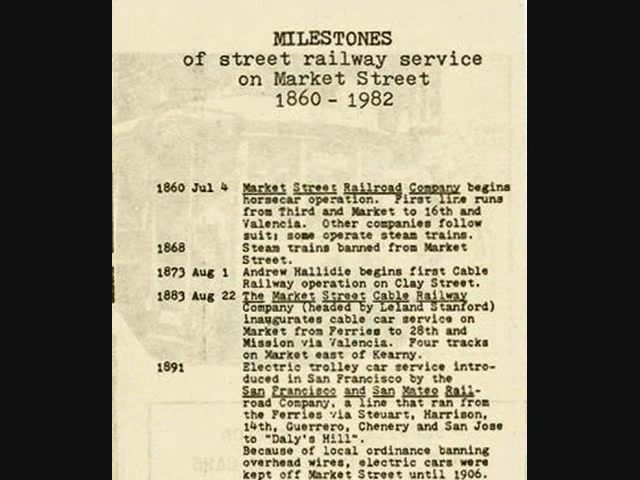 MILESTONES
of street railway service
on Market Street
1860 - 1982
1860 Jul 4 Market Street Railroad Company begins
horsecar operation. First line runs
from Third and Market to 16th and
Valencia. Other companies follow
suit; some operate steam trains.
1868 Steam trains banned from Market
Street.
1873 Aug 1 Andrew Hallidie begins first Cable
Railway operation on Clay Street.
1883 Aug 22 The Market Street Cable Railway
Company (headed by Leland Stanford)
inaugurates cable car service on
Market from Ferries to 28th and
Mission via Valencia. Four tracks
on Market east of Kearny.
1891 Electric trolley car service intro-
duced in San Francisco by the
San Francisco and San Mateo Rail-
road Company, a line that ran from
the Ferries via Steuart, Harrison,
14th, Guerrero, Chenery and San Jose
to "Daly's Hill".
Because of local ordinance banning
overhead wires, electric cars were
kept off Market Street until 1906.